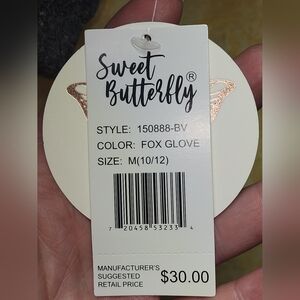 Sweet
Butterfly®
STYLE: 150888-BV
COLOR: FOX GLOVE
SIZE: M(10/12)
7 20458 53233 4
MANUFACTURER'S
SUGGESTED
RETAIL PRICE $30.00